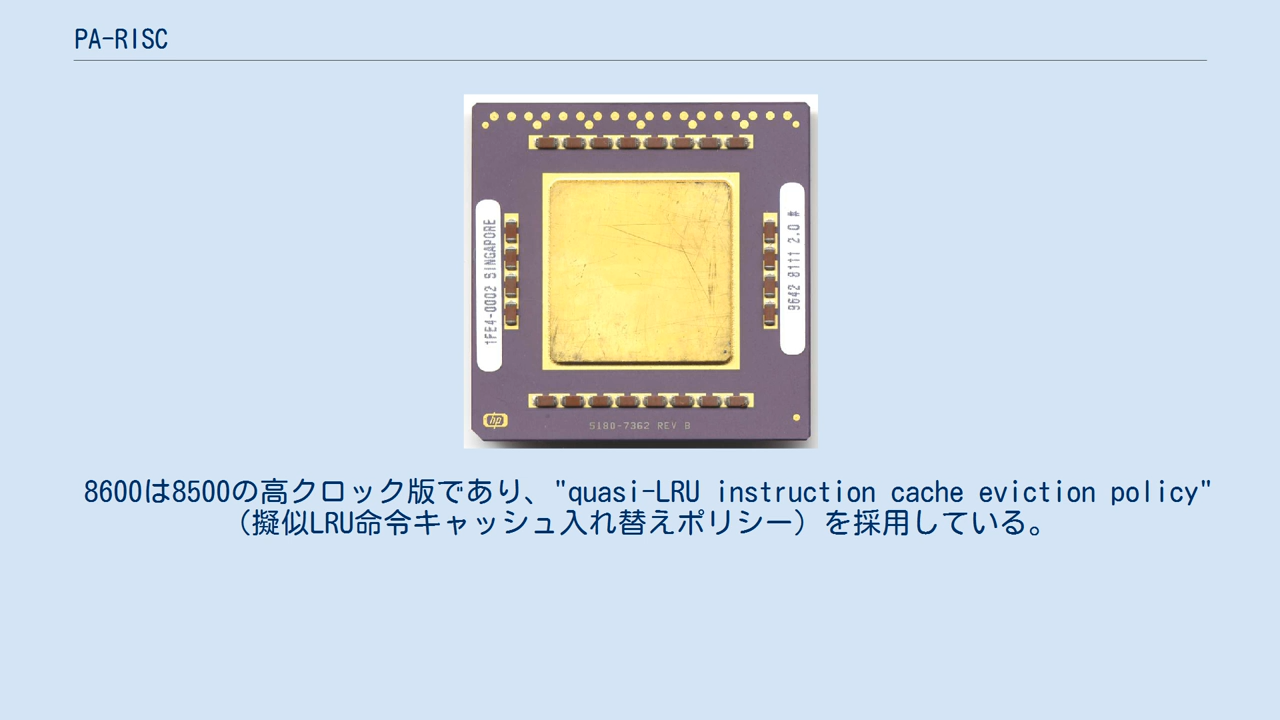 PA-RISC
1FE4-0002 SINGAPORE
9642 8111 2.0 #
hp
5180-7362 REV B
8600は8500の高クロック版であり、"quasi-LRU instruction cache eviction policy"
（擬似LRU命令キャッシュ入れ替えポリシー）を採用している。